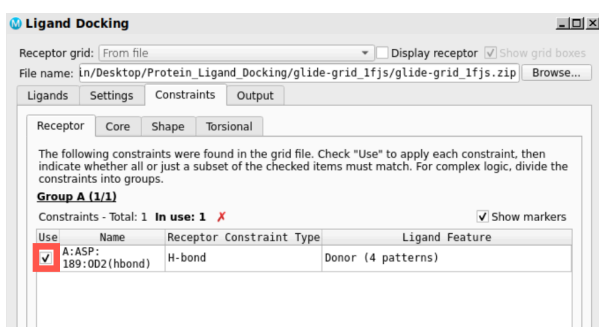 Ligand Docking
Receptor grid: From file Display receptor Show grid boxes
File name: in/Desktop/Protein_Ligand_Docking/glide-grid_1fjs/glide-grid_1fjs.zip Browse...
Ligands Settings Constraints Output
Receptor Core Shape Torsional
The following constraints were found in the grid file. Check "Use" to apply each constraint, then
indicate whether all or just a subset of the checked items must match. For complex logic, divide the
constraints into groups.
Group A (1/1)
Constraints - Total: 1 In use: 1 ✗ Show markers
Use Name Receptor Constraint Type Ligand Feature
A:ASP:
189:OD2(hbond) H-bond Donor (4 patterns)